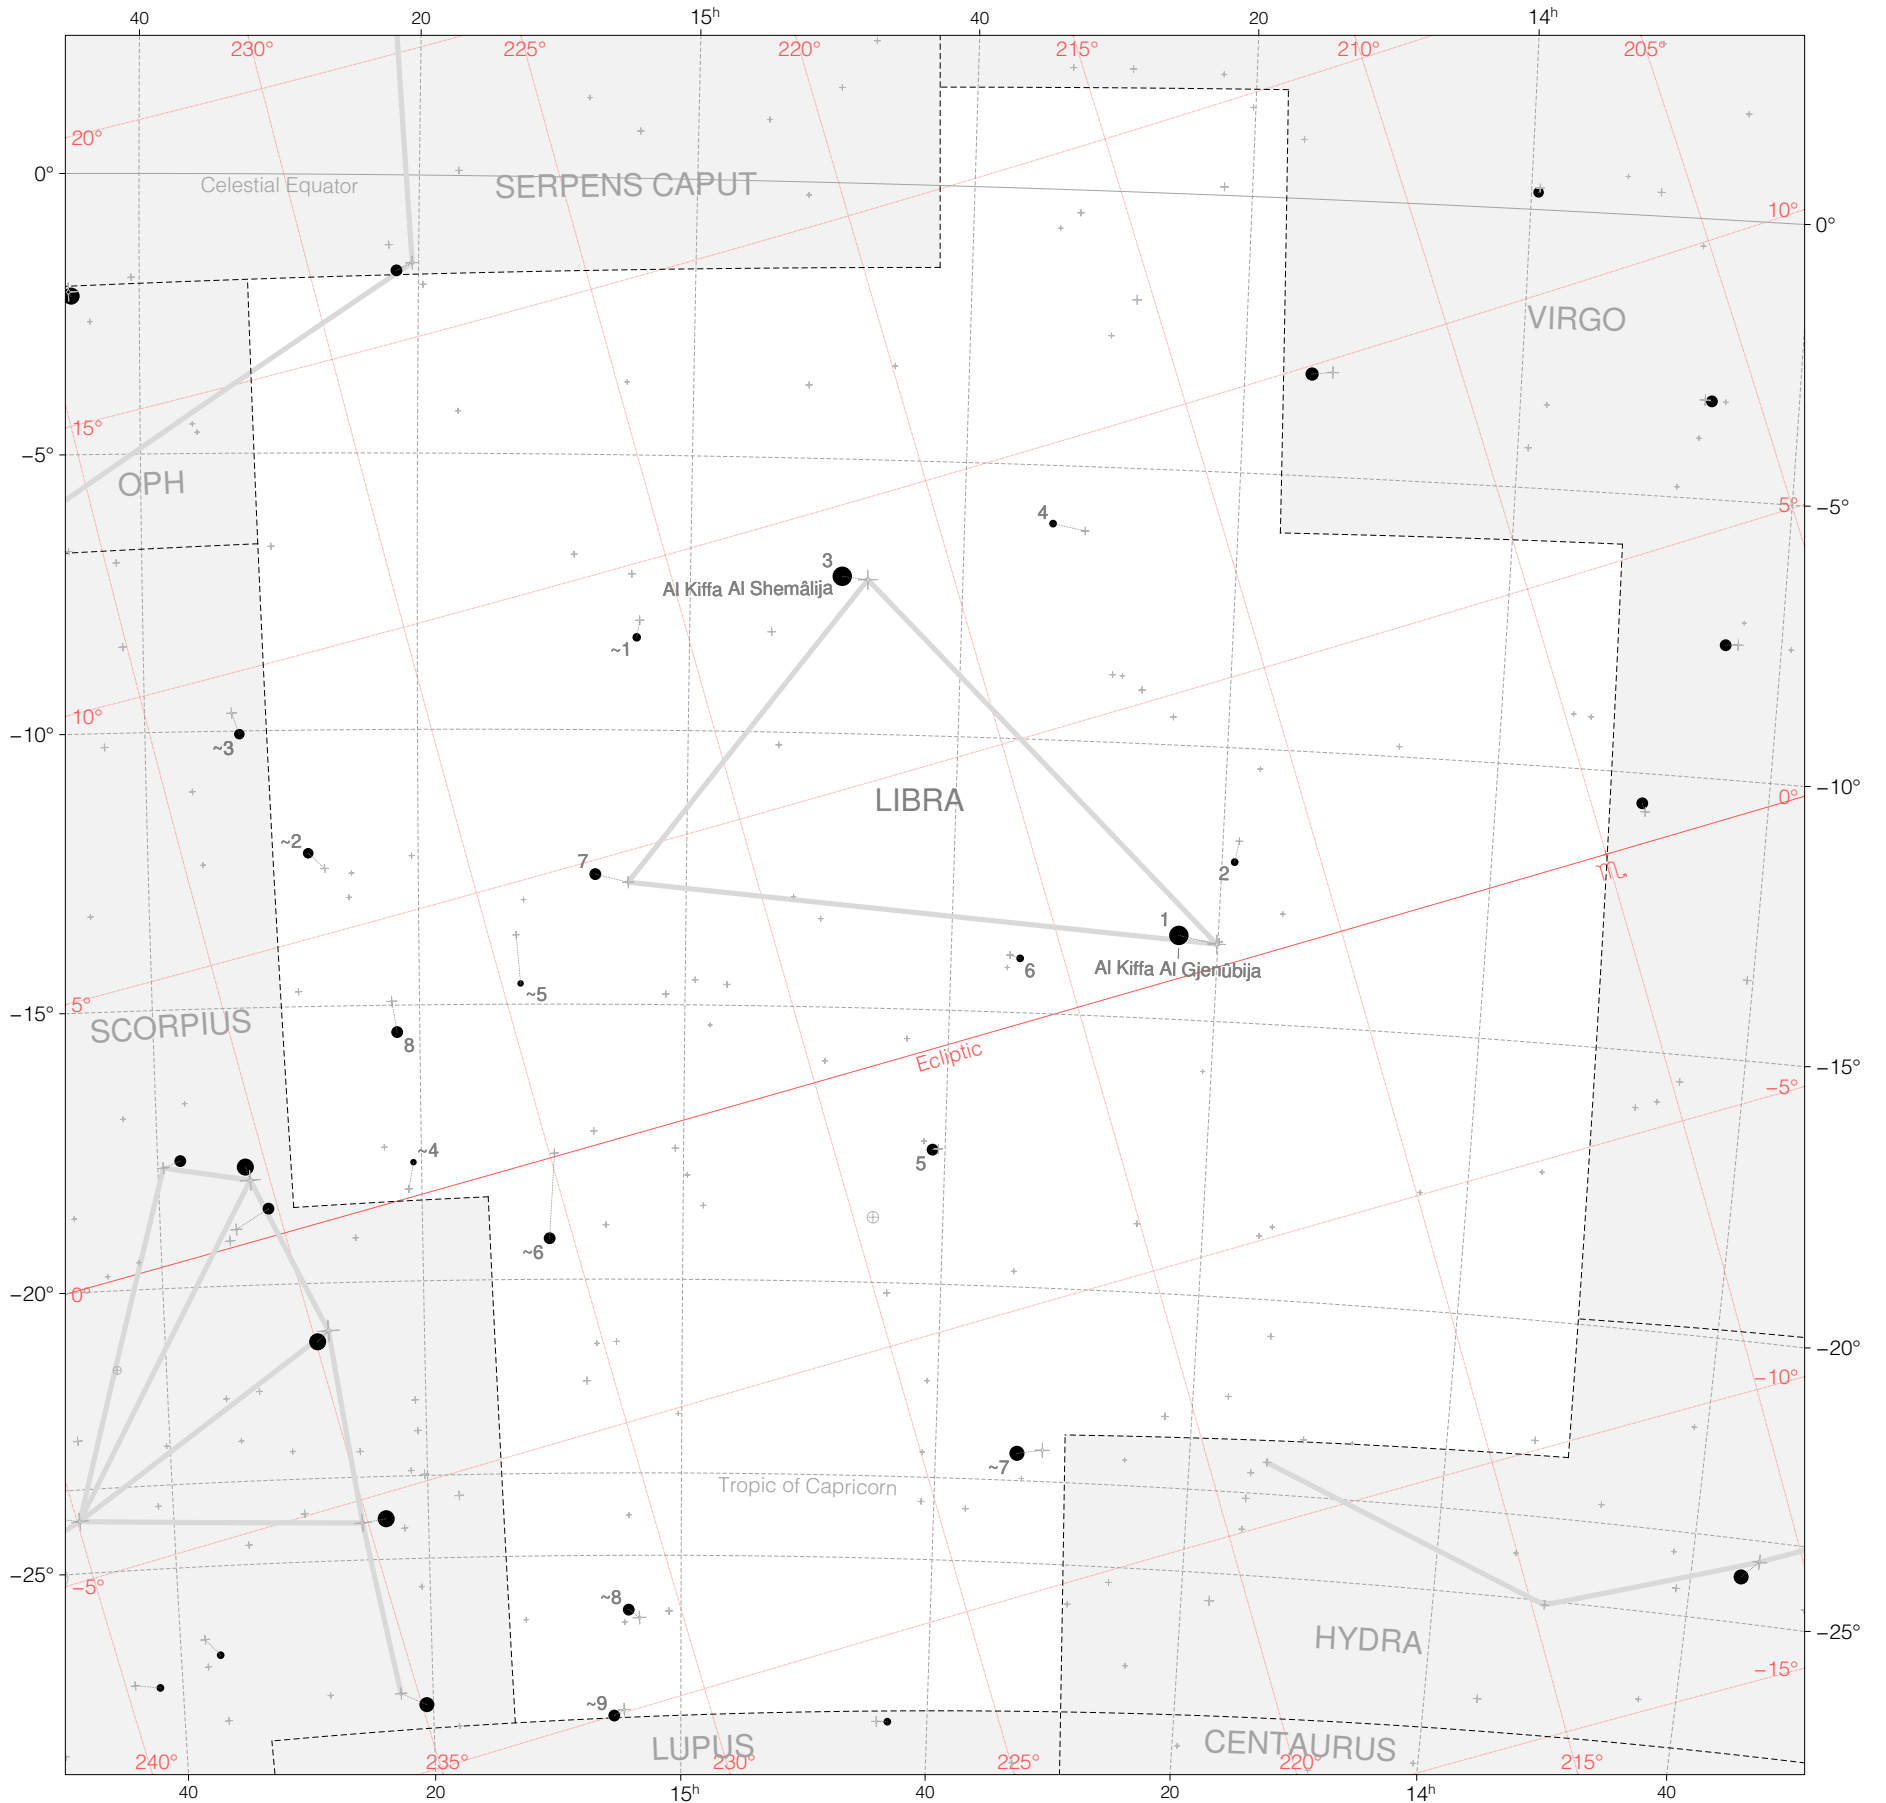 40 20 15h 40 20 14h
230° 225° 220° 215° 210° 205°
20°
0° Celestial Equator SERPENS CAPUT
10°
0°
VIRGO
15°
−5°
OPH
5°
−5°
4
3
Al Kiffa Al Shemâlija
~1
10°
−10°
~3
−10°
0°
LIBRA
~2
7
2
♏
1
6
Al Kiffa Al Gjenūbija
~5
5°
−15°
SCORPIUS
8
Ecliptic
−15°
−5°
~4
5
~6
−20°
0°
−20°
−10°
~7
Tropic of Capricorn
−25°
−5°
~8
−25°
HYDRA
−15°
~9
LUPUS
CENTAURUS
240° 235° 230° 225° 220° 215°
40 20 15h 40 20 14h 40